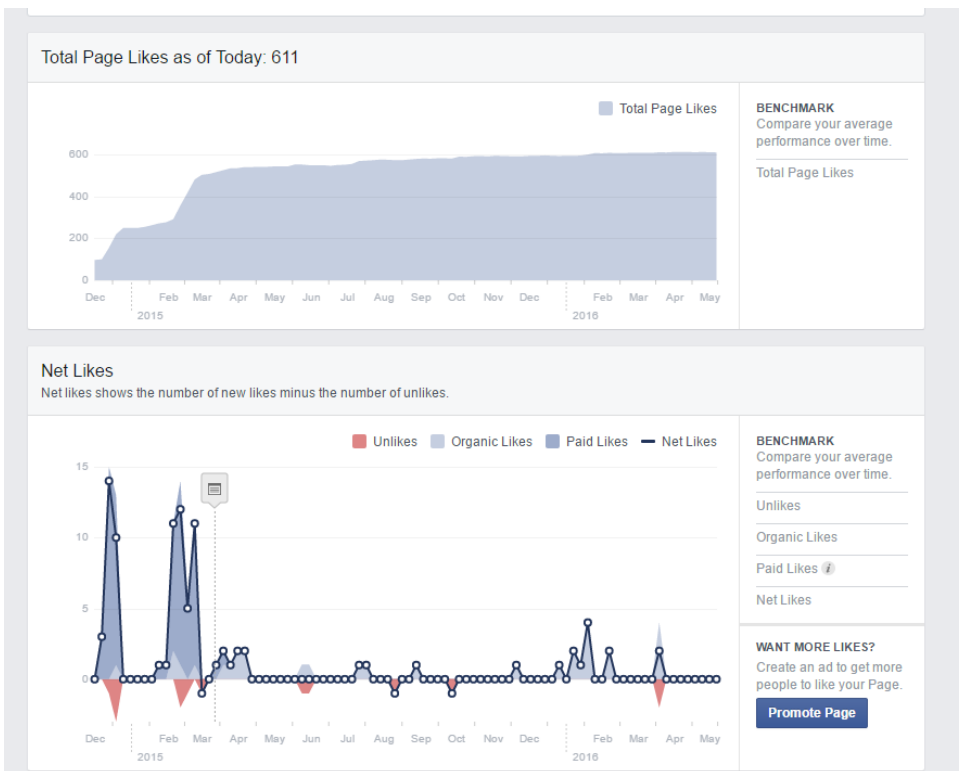 Total Page Likes as of Today: 611
Total Page Likes
600
400
200
0
Dec Feb Mar Apr May Jun Jul Aug Sep Oct Nov Dec Feb Mar Apr May
2015 2016
BENCHMARK
Compare your average
performance over time.
Total Page Likes
Net Likes
Net likes shows the number of new likes minus the number of unlikes.
Unlikes Organic Likes Paid Likes Net Likes
15
10
5
0
Dec Feb Mar Apr May Jun Jul Aug Sep Oct Nov Dec Feb Mar Apr May
2015 2016
BENCHMARK
Compare your average
performance over time.
Unlikes
Organic Likes
Paid Likes i
Net Likes
WANT MORE LIKES?
Create an ad to get more
people to like your Page.
Promote Page